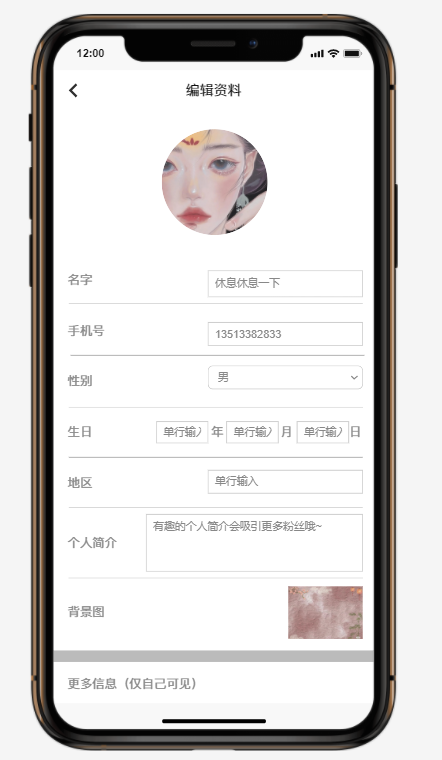 12:00
编辑资料
名字 休息休息一下
手机号 13513382833
性别 男
生日 单行输入 年 单行输入 月 单行输入 日
地区 单行输入
个人简介 有趣的个人简介会吸引更多粉丝哦~
背景图
更多信息（仅自己可见）